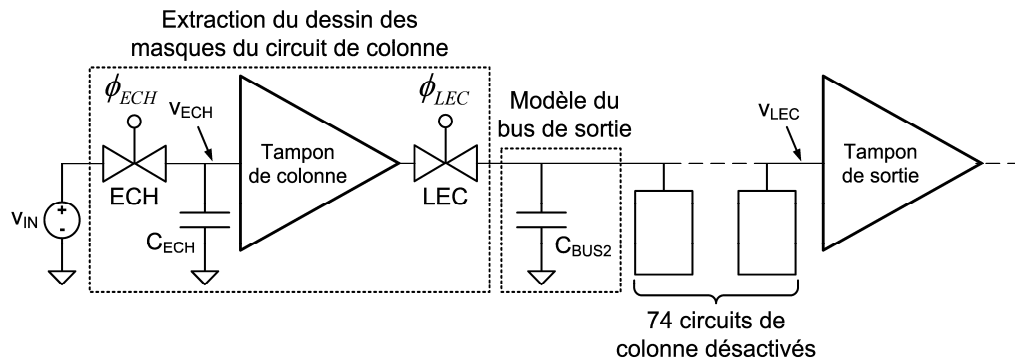 Extraction du dessin des
masques du circuit de colonne
ϕECH
vECH
ϕLEC
Modèle du
bus de sortie
vLEC
Tampon
de colonne
Tampon
de sortie
ECH
LEC
vIN
+
-
CECH
CBUS2
74 circuits de
colonne désactivés